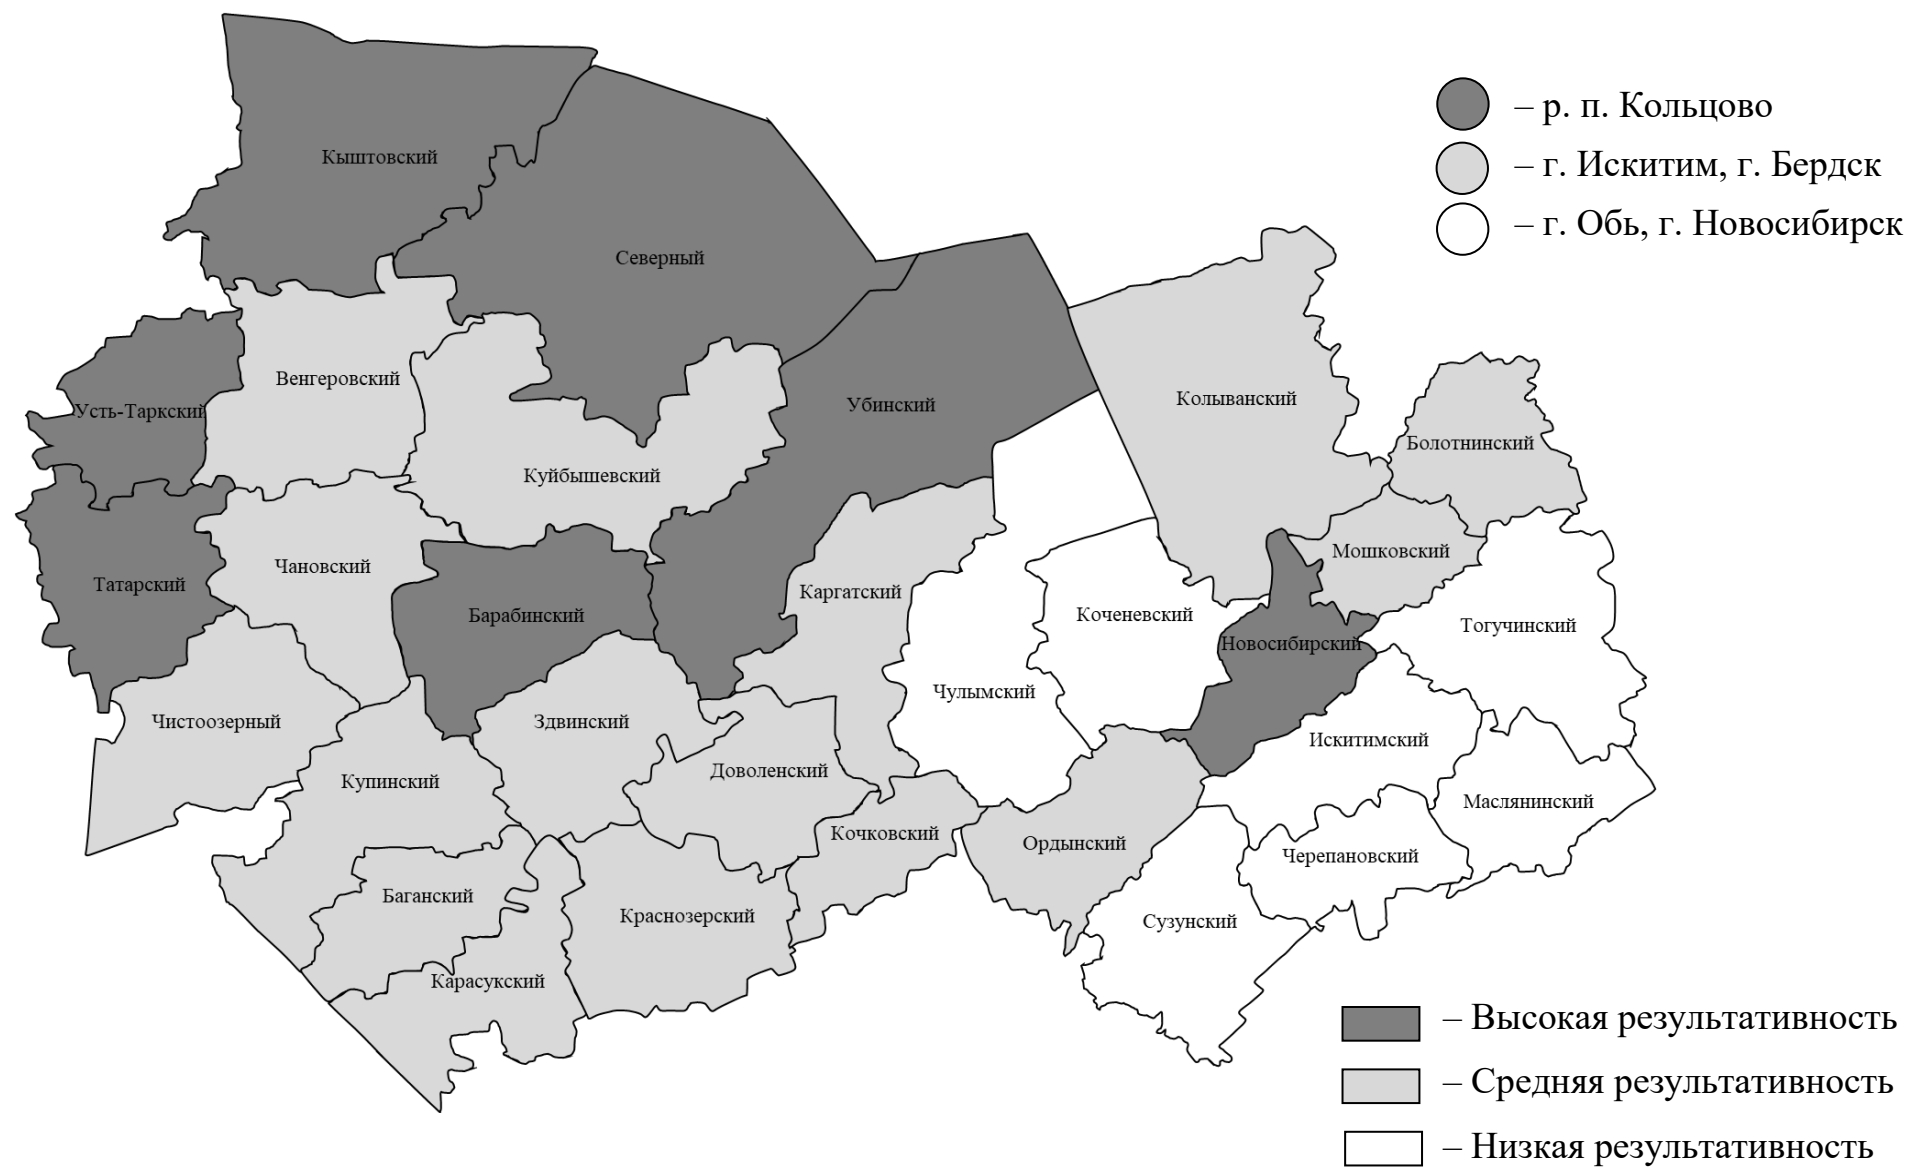 – р. п. Кольцово
Кыштовский
– г. Искитим, г. Бердск
– г. Обь, г. Новосибирск
Северный
Венгеровский
Колыванский
Убинский
Усть-Таркский
Болотнинский
Куйбышевский
Мошковский
Чановский
Татарский
Каргатский
Барабинский
Коченевский
Тогучинский
Новосибирский
Чулымский
Чистоозерный
Здвинский
Искитимский
Доволенский
Купинский
Маслянинский
Кочковский
Ордынский
Черепановский
Баганский
Краснозерский
Сузунский
Карасукский
– Высокая результативность
– Средняя результативность
– Низкая результативность